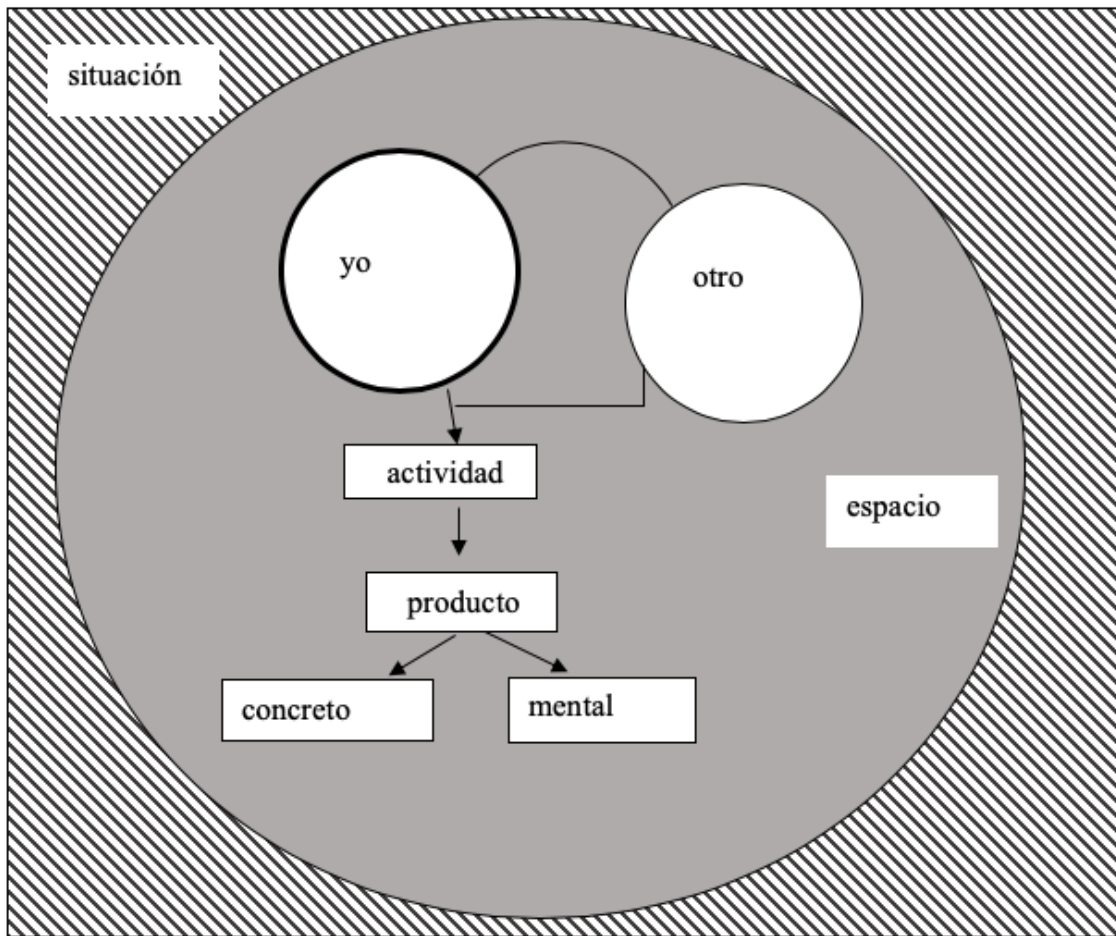 situación
yo
otro
actividad
espacio
producto
concreto
mental